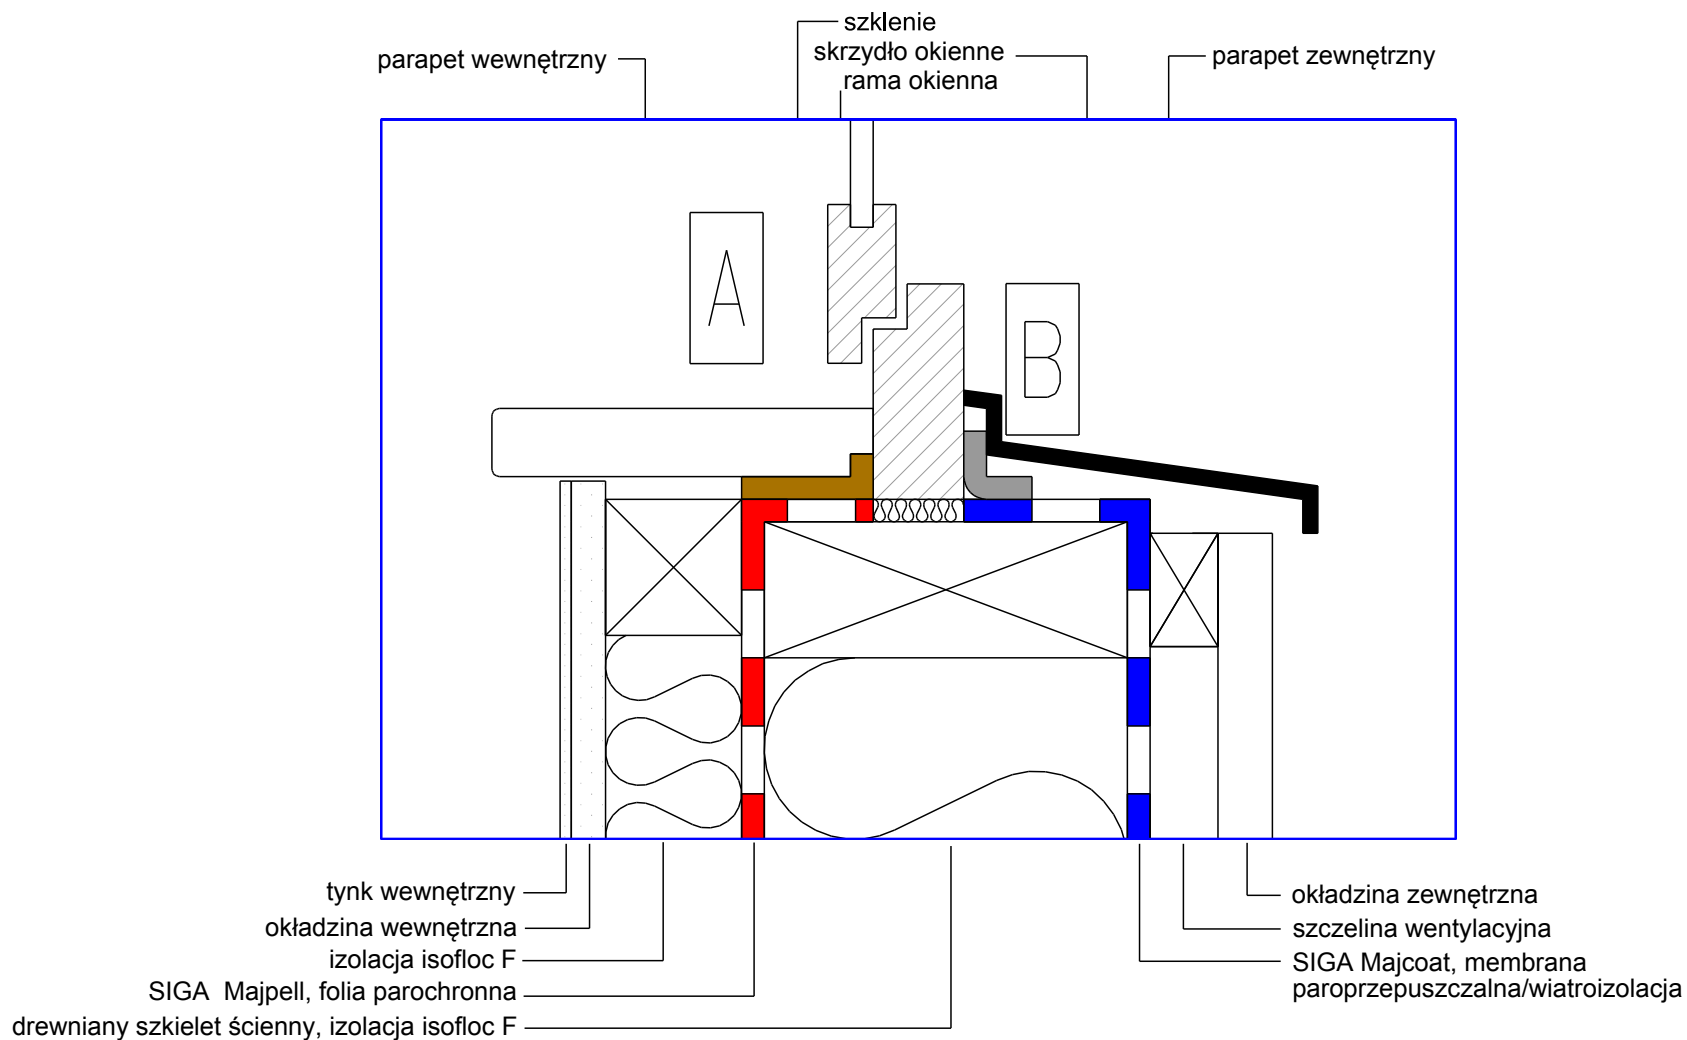 szklenie
parapet wewnętrzny
skrzydło okienne
parapet zewnętrzny
rama okienna
A
B
tynk wewnętrzny
okładzina wewnętrzna
izolacja isofloc F
SIGA Majpell, folia parochronna
drewniany szkielet ścienny, izolacja isofloc F
okładzina zewnętrzna
szczelina wentylacyjna
SIGA Majcoat, membrana
paroprzepuszczalna/wiatroizolacja